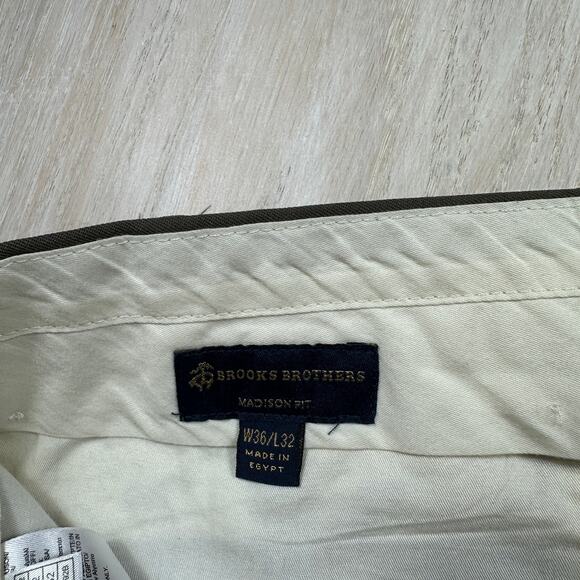 BROOKS BROTHERS
MADISON FIT
W36/L32
MADE IN
EGYPT